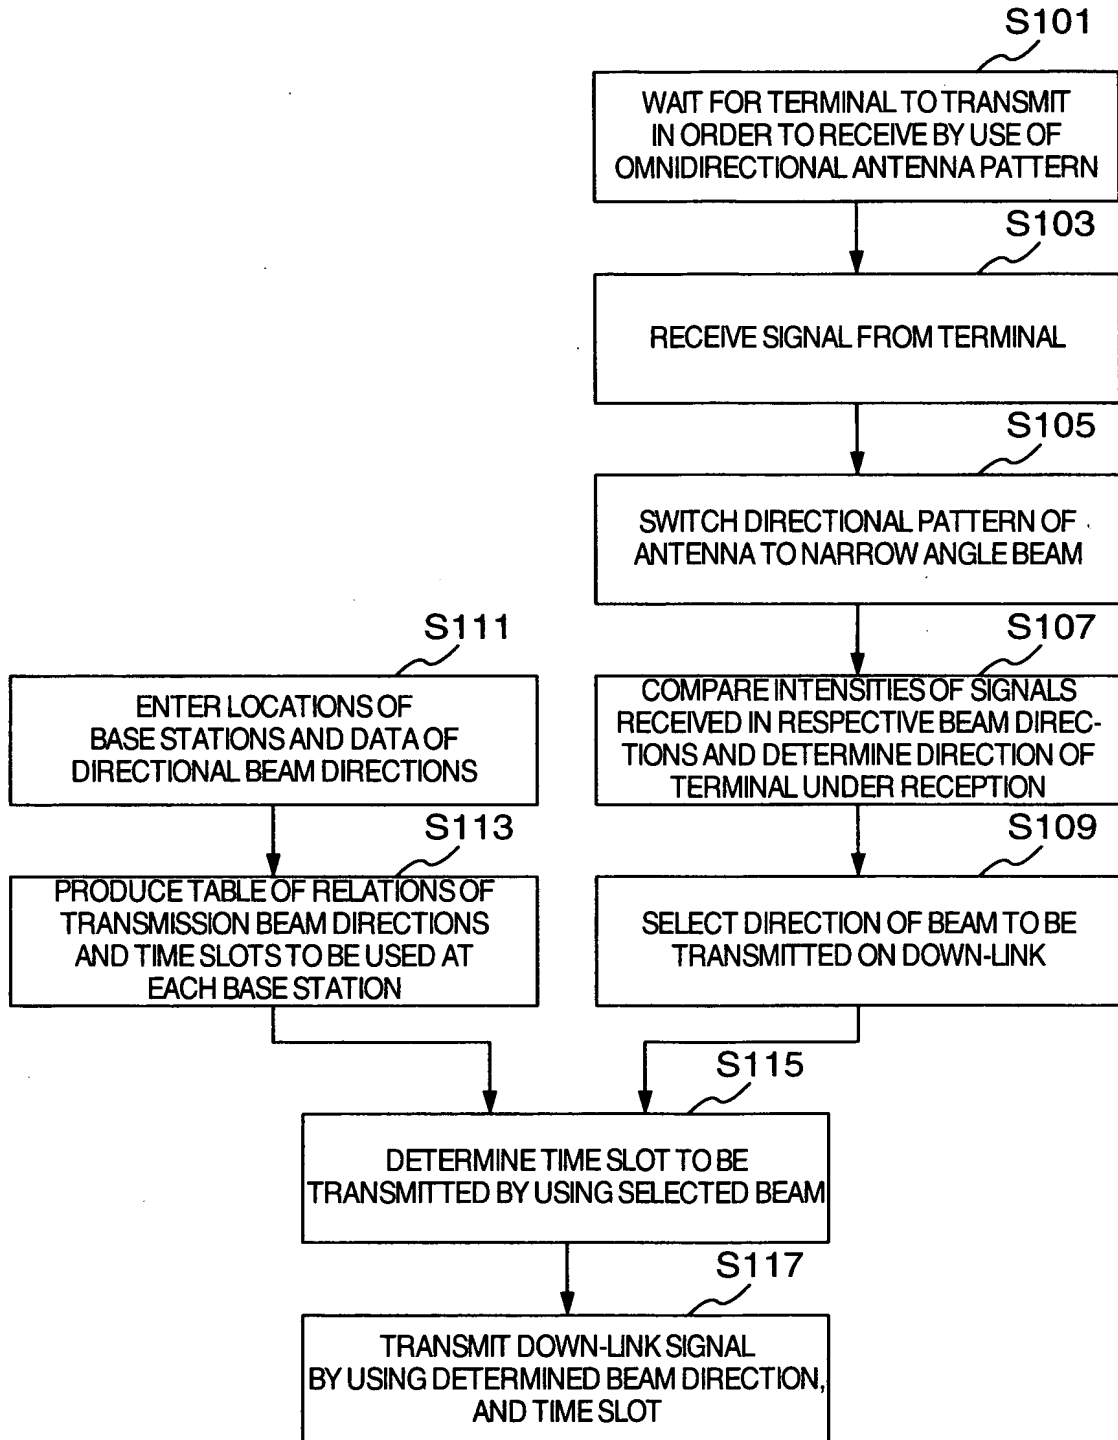 S101
WAIT FOR TERMINAL TO TRANSMIT
IN ORDER TO RECEIVE BY USE OF
OMNIDIRECTIONAL ANTENNA PATTERN
S103
RECEIVE SIGNAL FROM TERMINAL
S105
SWITCH DIRECTIONAL PATTERN OF
ANTENNA TO NARROW ANGLE BEAM
S111
ENTER LOCATIONS OF
BASE STATIONS AND DATA OF
DIRECTIONAL BEAM DIRECTIONS
S107
COMPARE INTENSITIES OF SIGNALS
RECEIVED IN RESPECTIVE BEAM DIREC-
TIONS AND DETERMINE DIRECTION OF
TERMINAL UNDER RECEPTION
S113
PRODUCE TABLE OF RELATIONS OF
TRANSMISSION BEAM DIRECTIONS
AND TIME SLOTS TO BE USED AT
EACH BASE STATION
S109
SELECT DIRECTION OF BEAM TO BE
TRANSMITTED ON DOWN-LINK
S115
DETERMINE TIME SLOT TO BE
TRANSMITTED BY USING SELECTED BEAM
S117
TRANSMIT DOWN-LINK SIGNAL
BY USING DETERMINED BEAM DIRECTION,
AND TIME SLOT